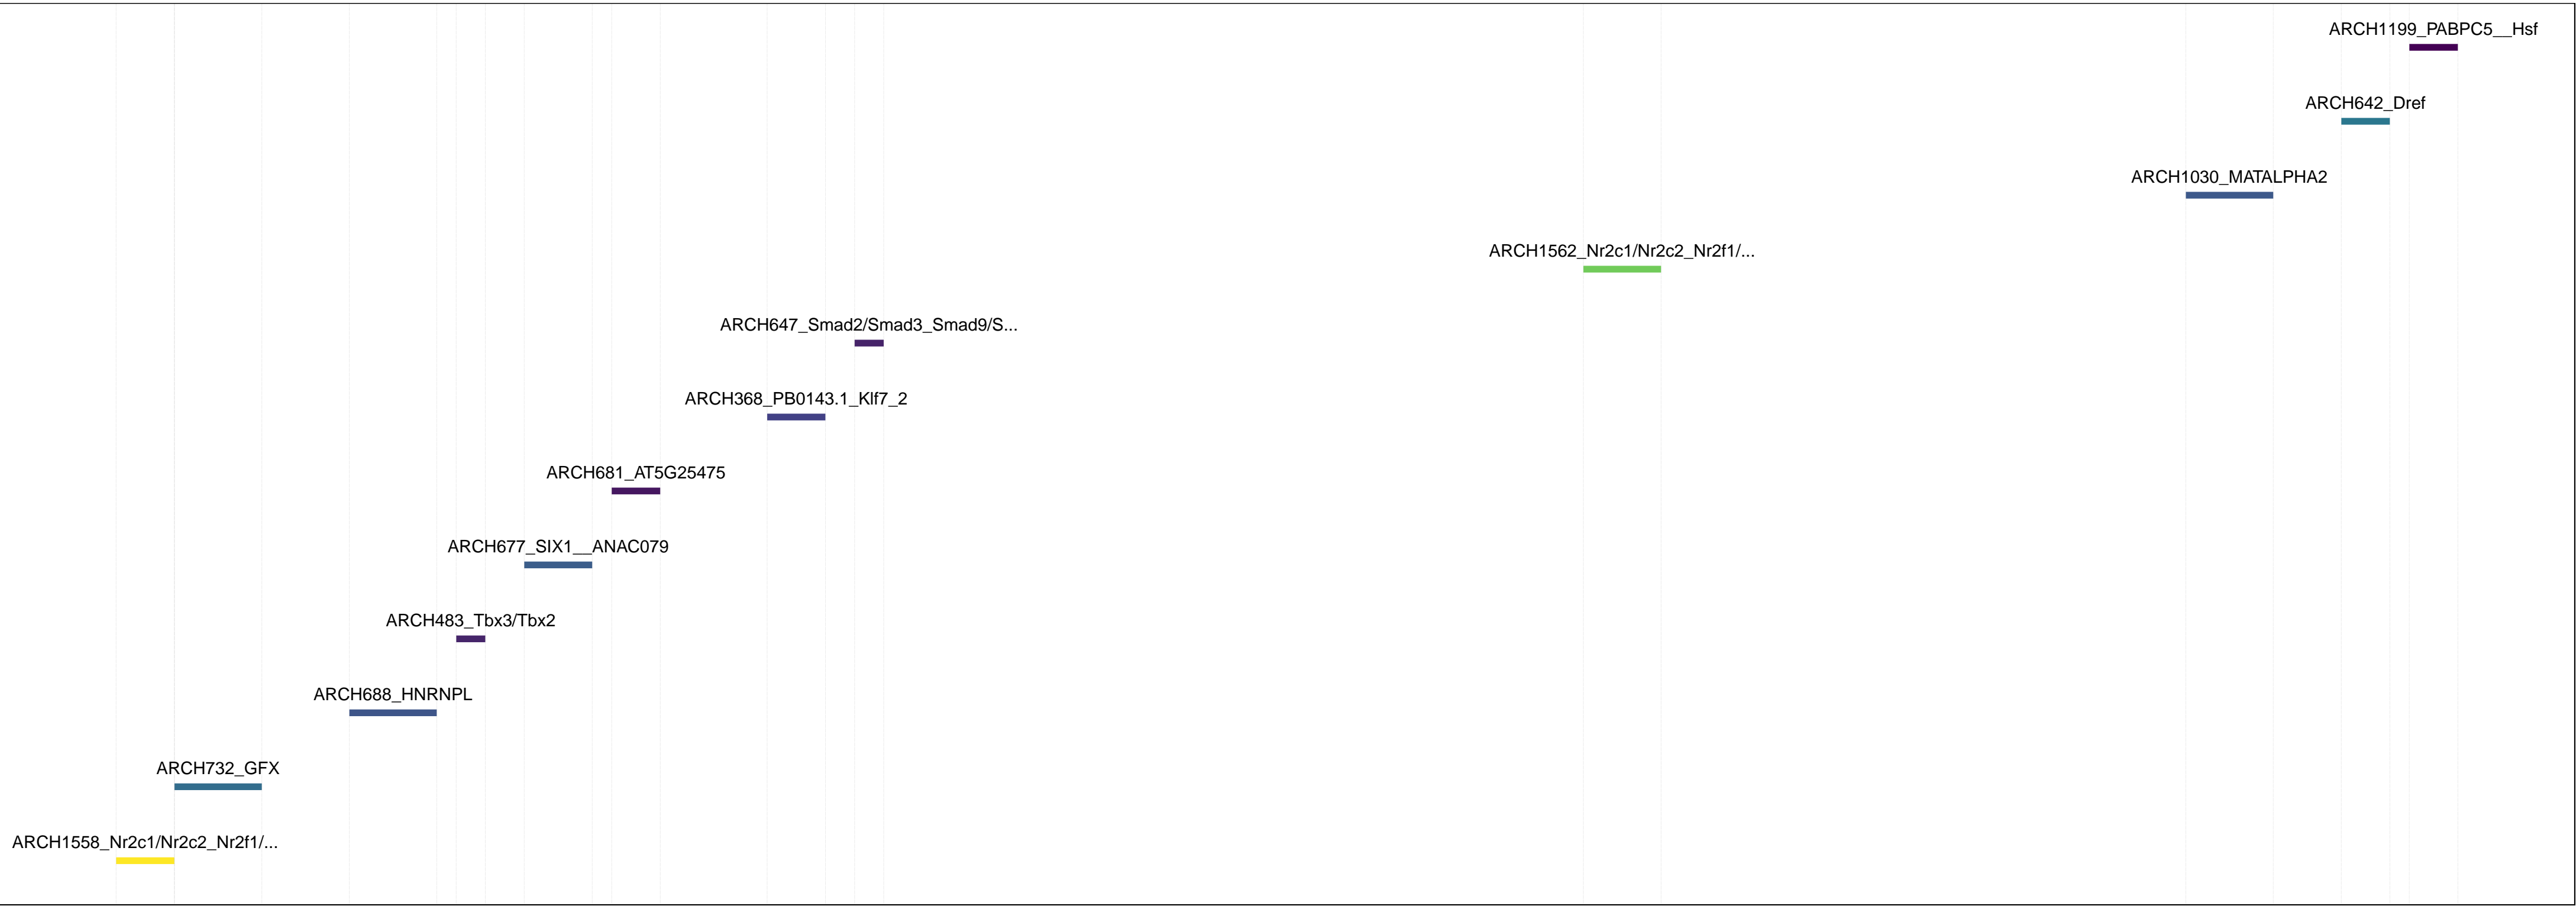 ARCH1199_PABPC5__Hsf
ARCH642_Dref
ARCH1030_MATALPHA2
ARCH1562_Nr2c1/Nr2c2_Nr2f1/...
ARCH647_Smad2/Smad3_Smad9/S...
ARCH368_PB0143.1_Klf7_2
ARCH681_AT5G25475
ARCH677_SIX1__ANAC079
ARCH483_Tbx3/Tbx2
ARCH688_HNRNPL
ARCH732_GFX
ARCH1558_Nr2c1/Nr2c2_Nr2f1/...